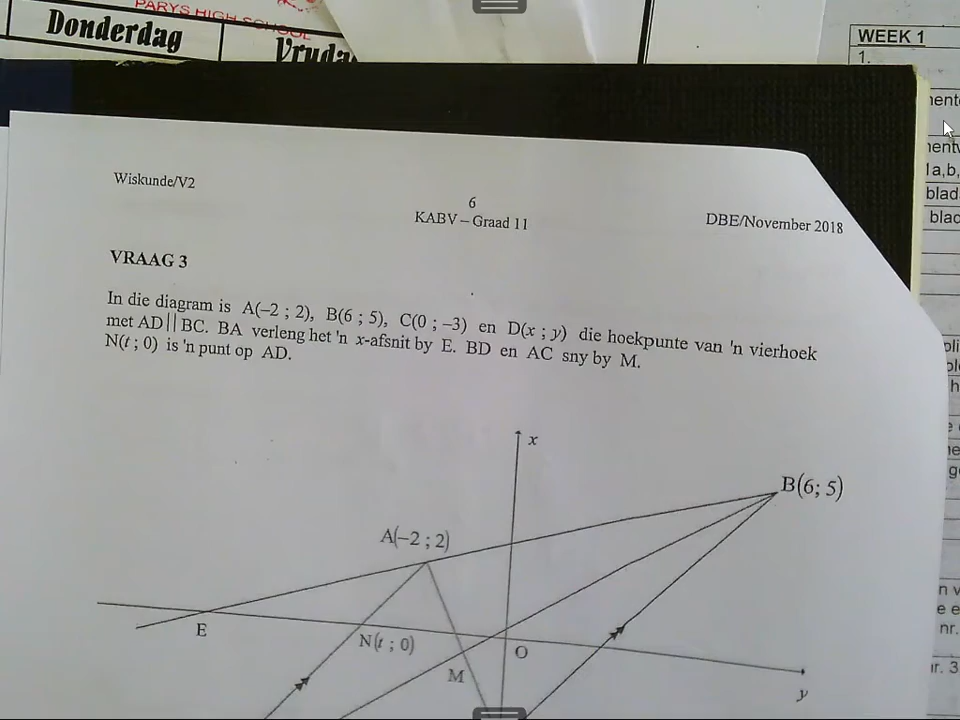 PARYS HIGH SCHOOL
Donderdag
WEEK 1
1.
1a,b,
Wiskunde/V2
6
KABV – Graad 11
DBE/November 2018
VRAAG 3
In die diagram is A(–2 ; 2), B(6 ; 5), C(0 ; –3) en D(x ; y) die hoekpunte van 'n vierhoek
met AD||BC. BA verleng het 'n x-afsnit by E. BD en AC sny by M.
N(t ; 0) is 'n punt op AD.
x
B(6; 5)
A(–2 ; 2)
E
N(t ; 0)
O
M
y
nr.